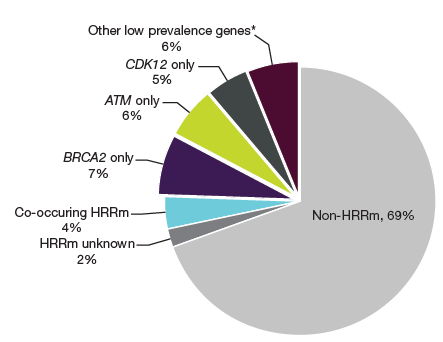 Other low prevalence genes*
6%
CDK12 only
5%
ATM only
6%
BRCA2 only
7%
Co-occuring HRRm
4%
HRRm unknown
2%
Non-HRRm, 69%